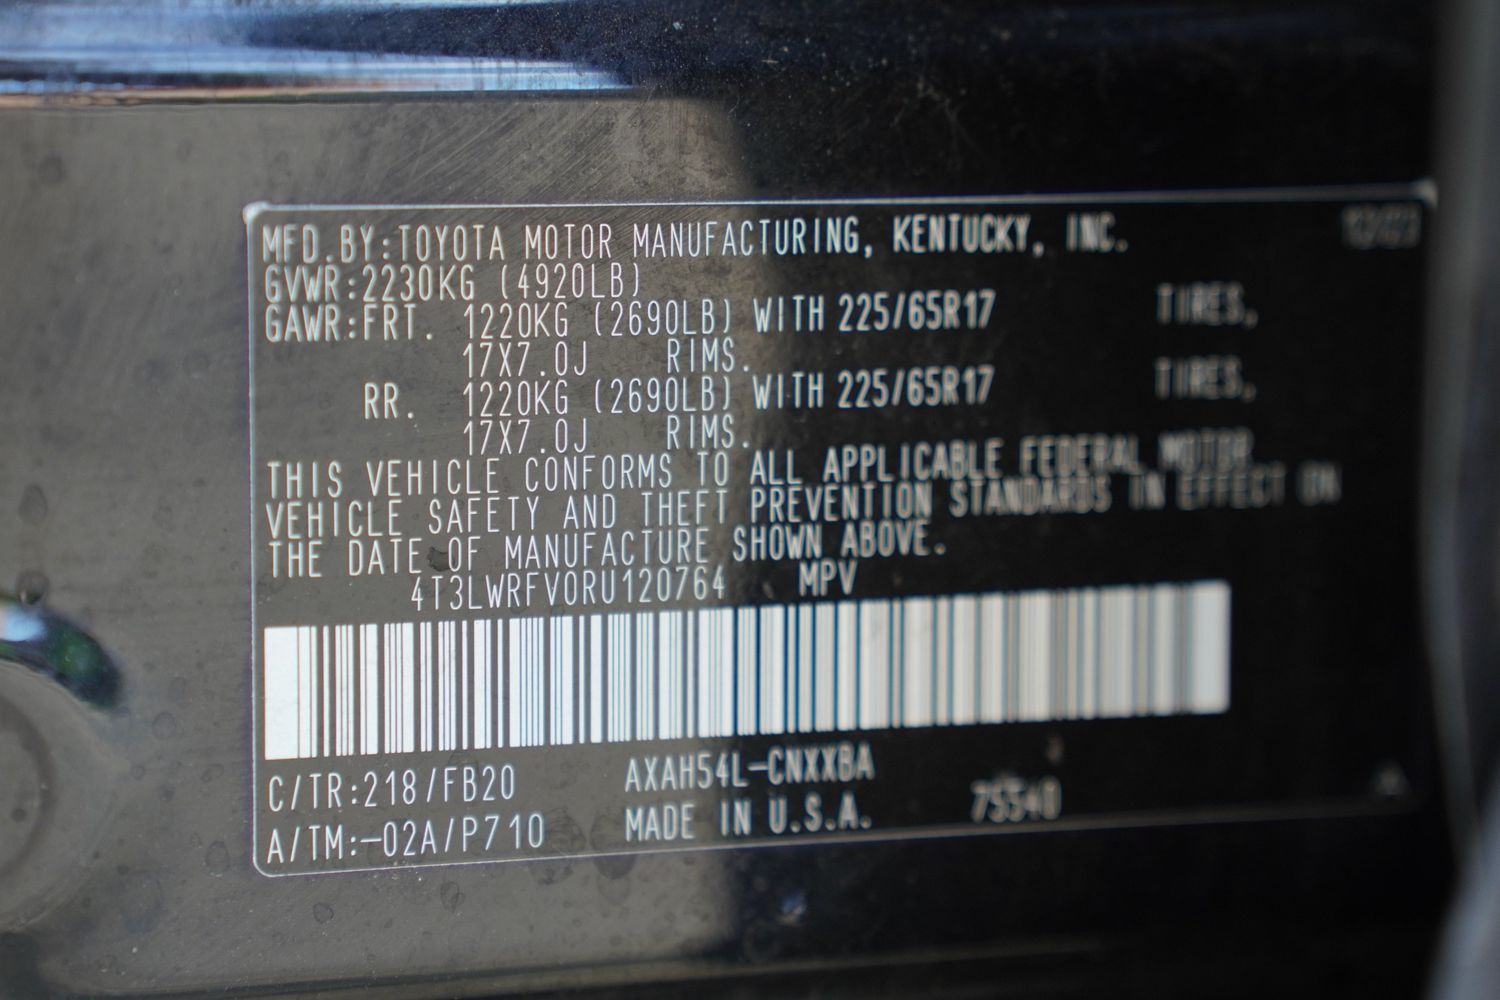 MFD.BY:TOYOTA MOTOR MANUFACTURING, KENTUCKY, INC.
GVWR:2230KG (4920LB)
GAWR:FRT. 1220KG (2690LB) WITH 225/65R17 TIRES,
17X7.0J RIMS.
RR. 1220KG (2690LB) WITH 225/65R17 TIRES,
17X7.0J RIMS.
THIS VEHICLE CONFORMS TO ALL APPLICABLE FEDERAL MOTOR
VEHICLE SAFETY AND THEFT PREVENTION STANDARDS IN EFFECT ON
THE DATE OF MANUFACTURE SHOWN ABOVE.
4T3LWRFV0RU120764 MPV
C/TR:218/FB20 AXAH54L-CNXXBA
A/TM:-02A/P710 MADE IN U.S.A. 75540